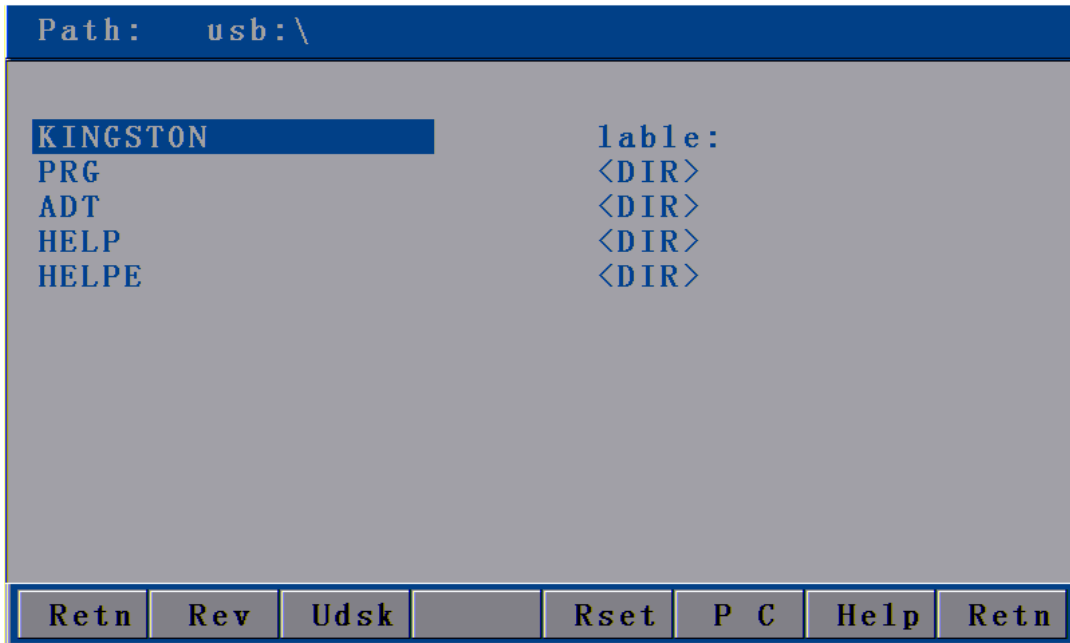 Path: usb:\
KINGSTON lable:
PRG <DIR>
ADT <DIR>
HELP <DIR>
HELPE <DIR>
Retn Rev Udsk Rset P C Help Retn